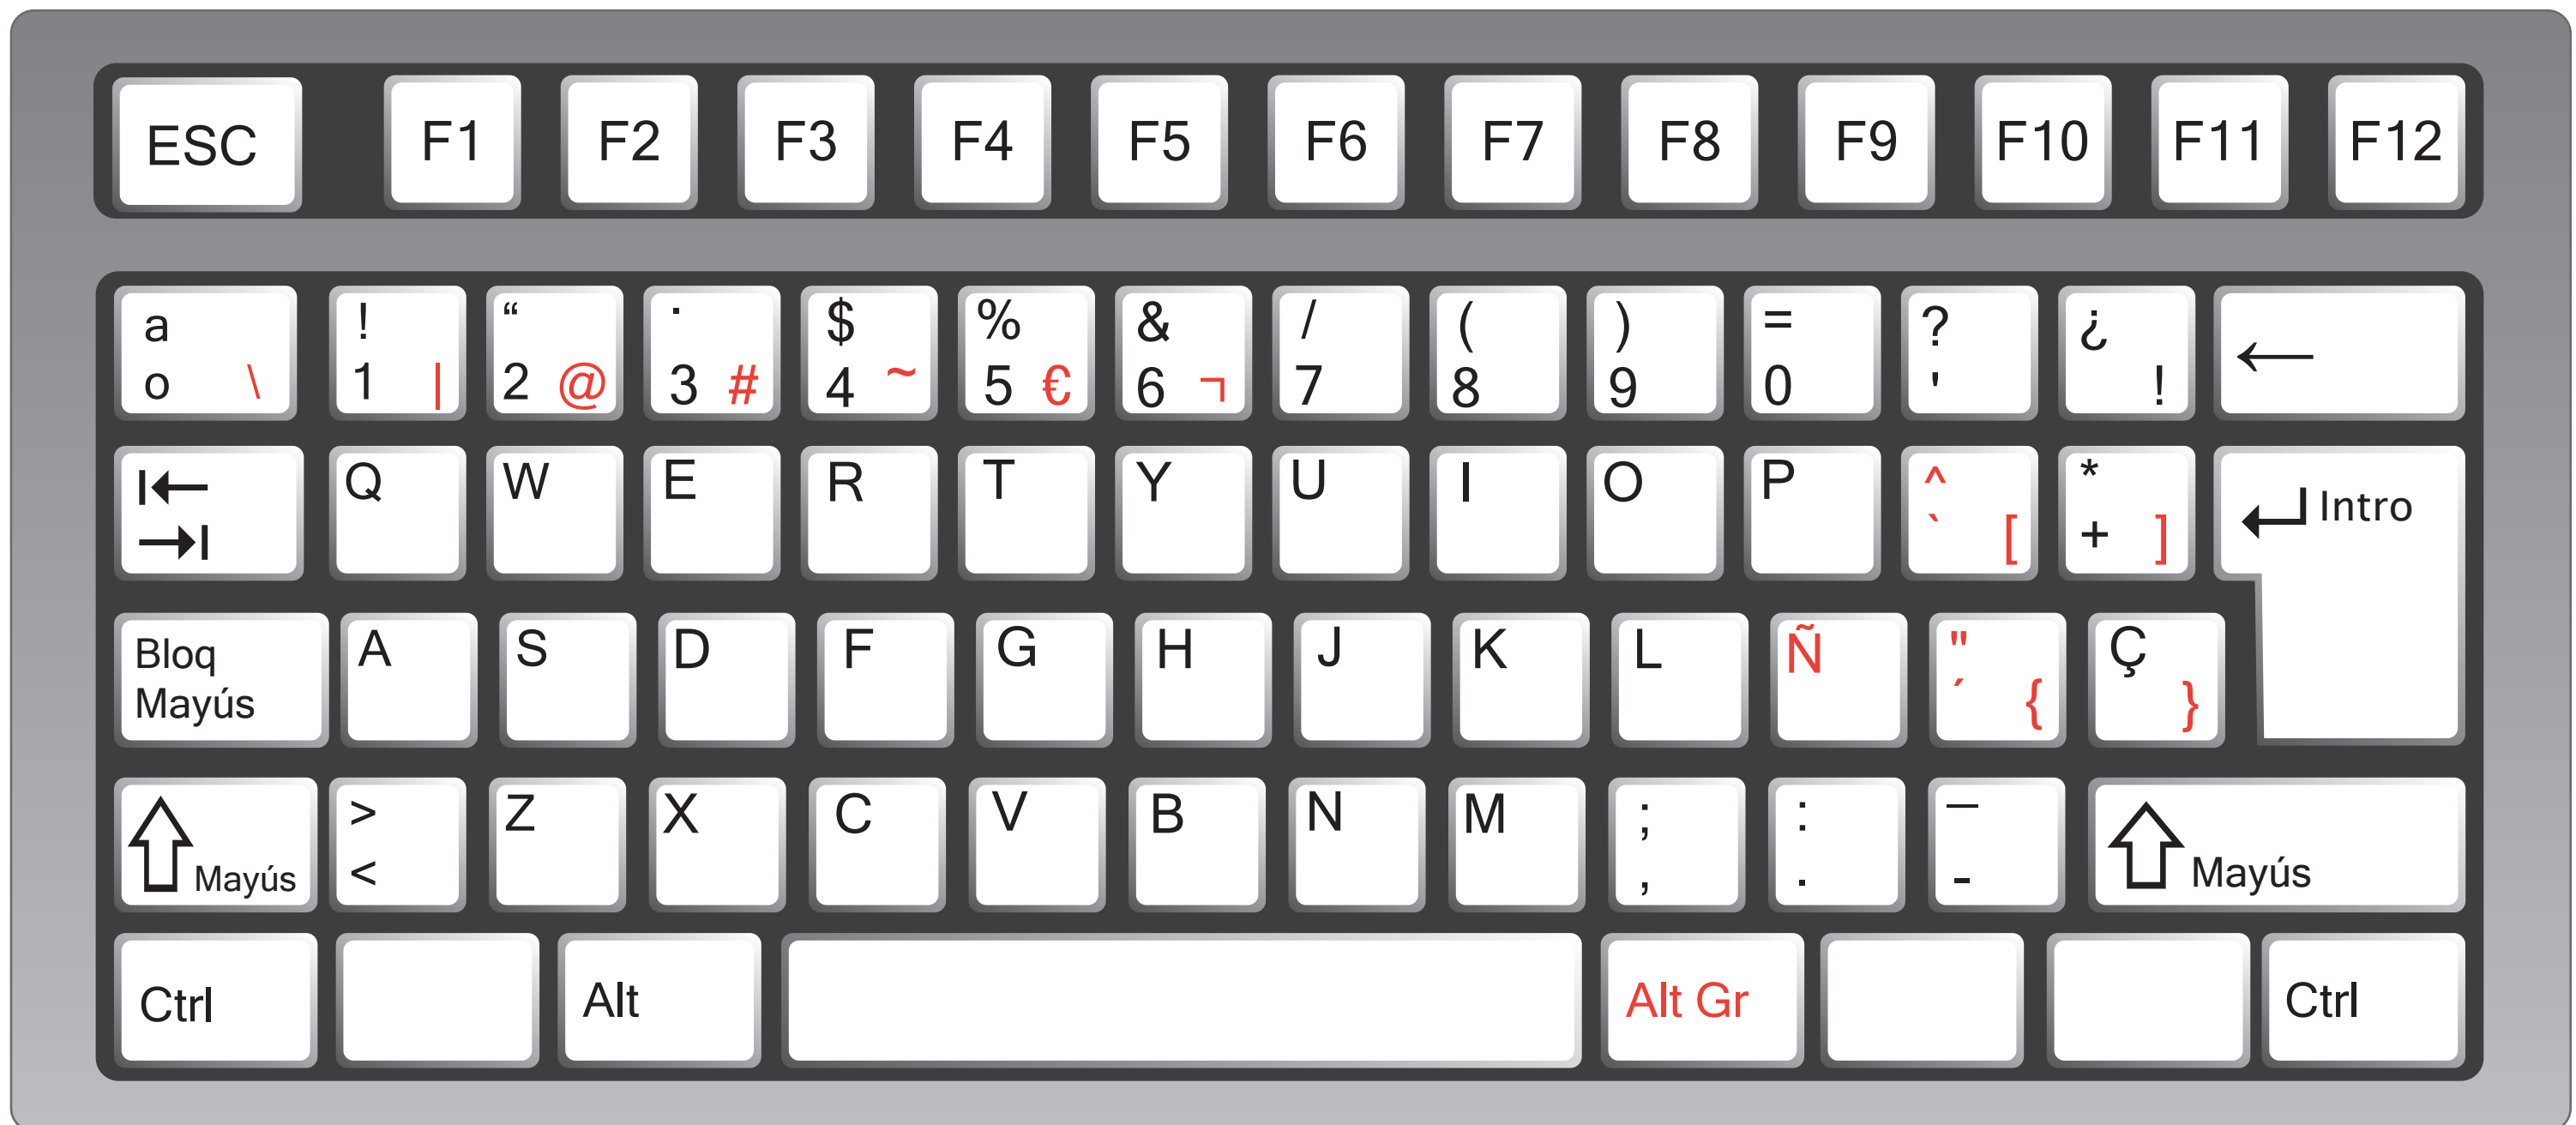 ESC F1 F2 F3 F4 F5 F6 F7 F8 F9 F10 F11 F12
a ! “ · $ % & / ( ) = ? ¿ ←
o \ 1 | 2 @ 3 # 4 ~ 5 € 6 ¬ 7 8 9 0 ' !
Q W E R T Y U I O P ^ * Intro
` [ + ]
Bloq A S D F G H J K L Ñ " Ç
Mayús ´ { }
> Z X C V B N M ; : _
Mayús < , . - Mayús
Ctrl Alt Alt Gr Ctrl